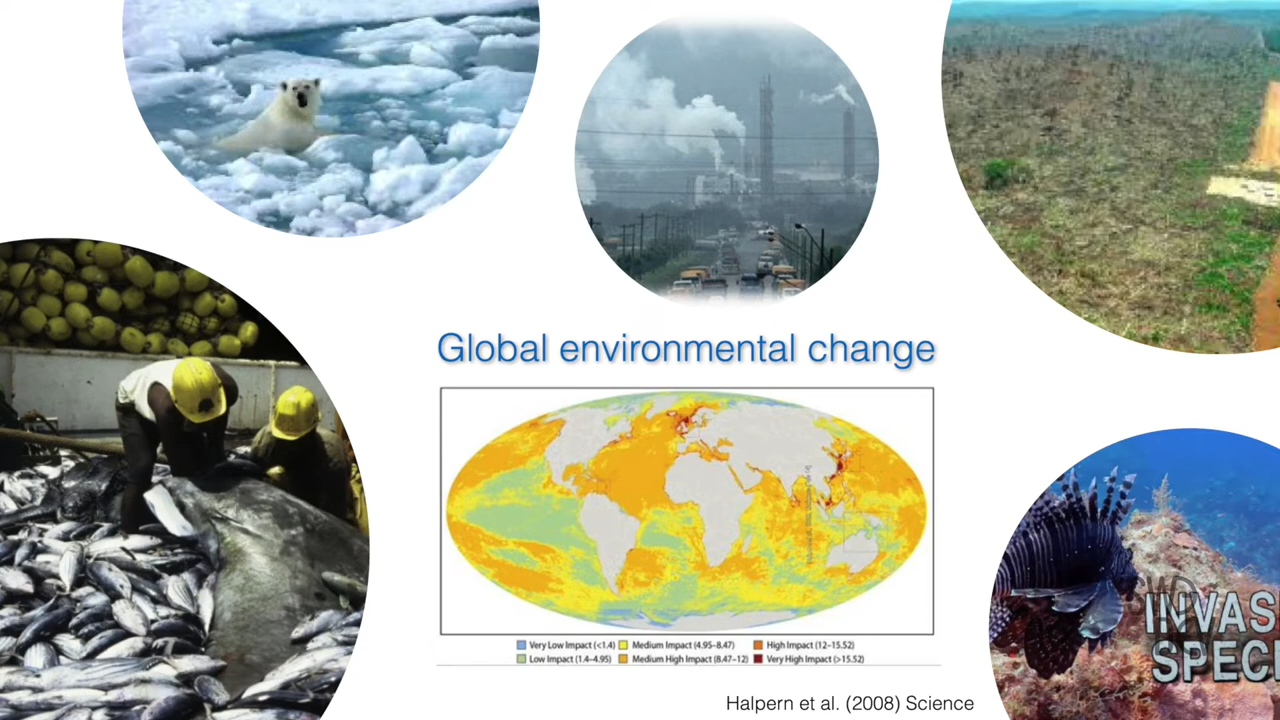 Global environmental change
Very Low Impact (<1.4) Medium Impact (4.95–8.47) High Impact (12–15.52)
Low Impact (1.4–4.95) Medium High Impact (8.47–12) Very High Impact (>15.52)
Halpern et al. (2008) Science
INVAS
SPECI